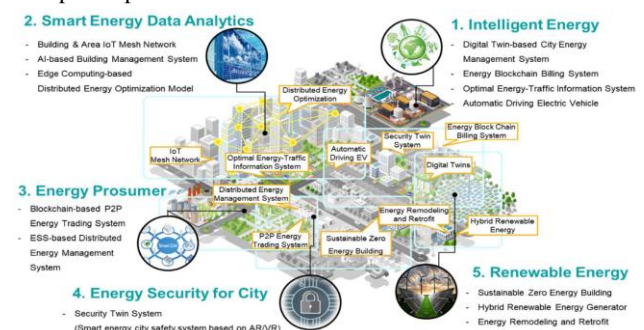 2. Smart Energy Data Analytics
- Building & Area IoT Mesh Network
- AI-based Building Management System
- Edge Computing-based
Distributed Energy Optimization Model
1. Intelligent Energy
- Digital Twin-based City Energy
Management System
- Energy Blockchain Billing System
- Optimal Energy-Traffic Information System
- Automatic Driving Electric Vehicle
Distributed Energy
Optimization
IoT
Mesh Network
Optimal Energy-Traffic
Information System
Automatic
Driving EV
Security Twin
System
Energy Block Chain
Billing System
Digital Twins
3. Energy Prosumer
- Blockchain-based P2P
Energy Trading System
- ESS-based Distributed
Energy Management
System
Distributed Energy
Management System
P2P Energy
Trading System
Sustainable Zero
Energy Building
Energy Remodeling
and Retrofit
Hybrid Renewable
Energy
4. Energy Security for City
- Security Twin System
(Smart energy city safety system based on AR/VR)
5. Renewable Energy
- Sustainable Zero Energy Building
- Hybrid Renewable Energy Generator
- Energy Remodeling and Retrofit